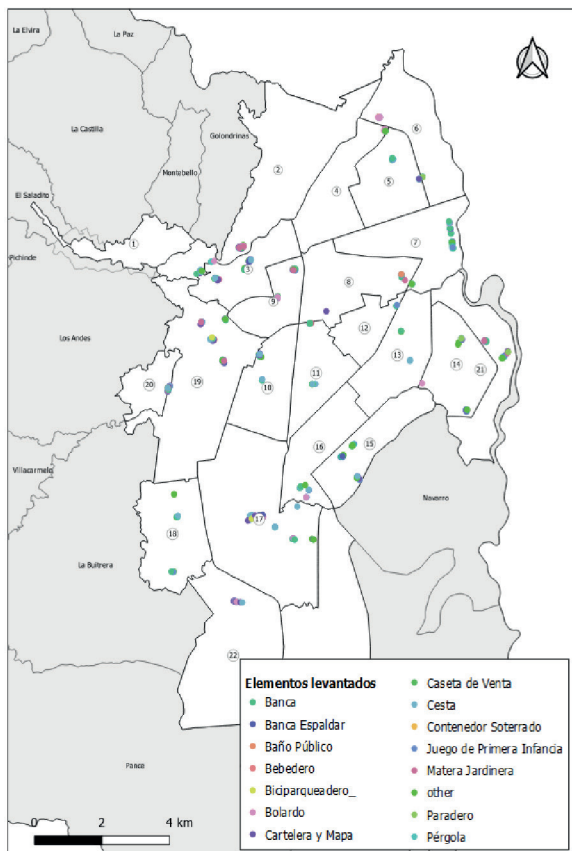 La Elvira
La Paz
La Castilla
Golondrinas
Montebello
El Saladito
Pichinde
Los Andes
Villacarmelo
La Buitrera
Pance
Navarro
1
2
3
4
5
6
7
8
9
10
11
12
13
14
15
16
17
18
19
20
21
22
Elementos levantados
Banca
Banca Espaldar
Baño Público
Bebedero
Biciparqueadero_
Bolardo
Cartelera y Mapa
Caseta de Venta
Cesta
Contenedor Soterrado
Juego de Primera Infancia
Matera Jardinera
other
Paradero
Pérgola
0 2 4 km